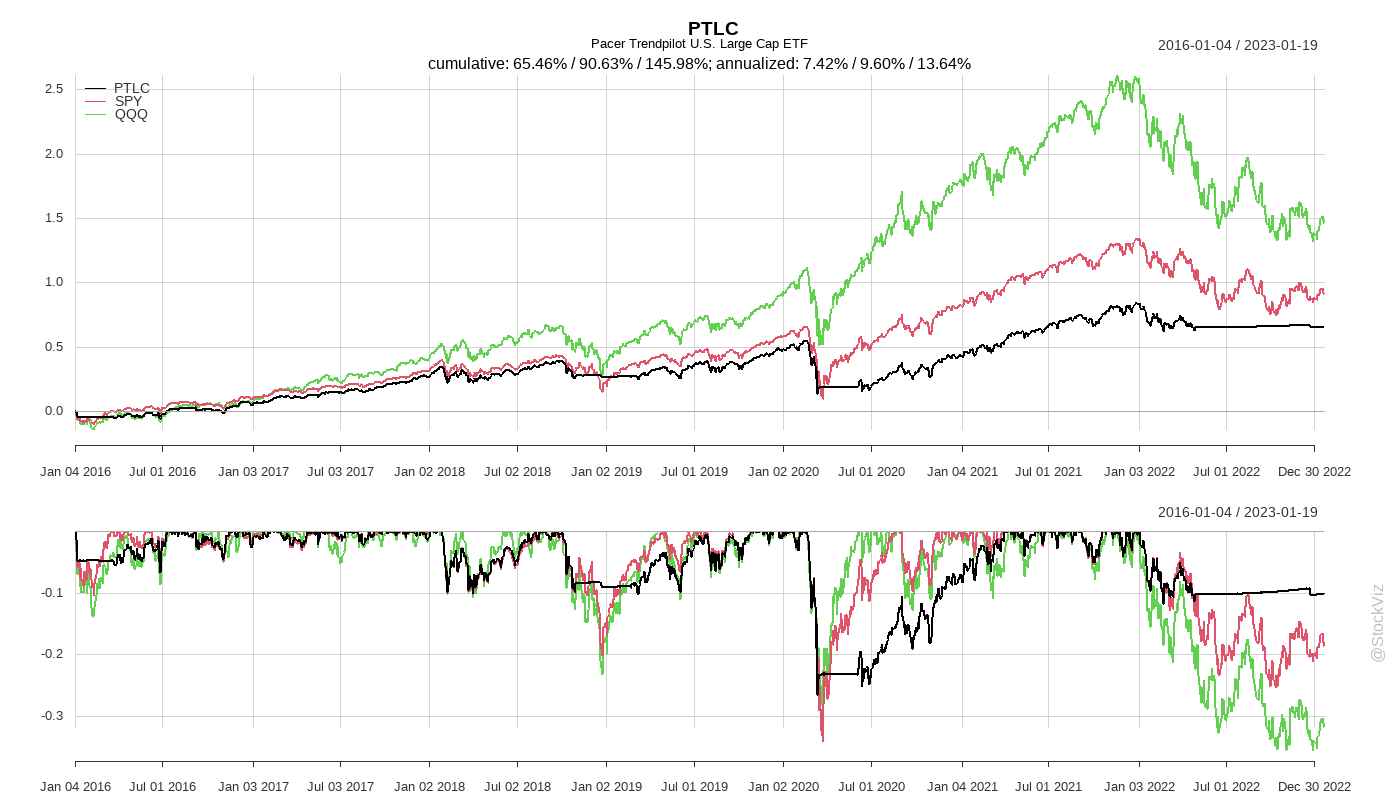 PTLC
Pacer Trendpilot U.S. Large Cap ETF
2016-01-04 / 2023-01-19
cumulative: 65.46% / 90.63% / 145.98%; annualized: 7.42% / 9.60% / 13.64%
PTLC
SPY
QQQ
2.5
2.0
1.5
1.0
0.5
0.0
Jan 04 2016 Jul 01 2016 Jan 03 2017 Jul 03 2017 Jan 02 2018 Jul 02 2018 Jan 02 2019 Jul 01 2019 Jan 02 2020 Jul 01 2020 Jan 04 2021 Jul 01 2021 Jan 03 2022 Jul 01 2022 Dec 30 2022
2016-01-04 / 2023-01-19
-0.1
-0.2
-0.3
Jan 04 2016 Jul 01 2016 Jan 03 2017 Jul 03 2017 Jan 02 2018 Jul 02 2018 Jan 02 2019 Jul 01 2019 Jan 02 2020 Jul 01 2020 Jan 04 2021 Jul 01 2021 Jan 03 2022 Jul 01 2022 Dec 30 2022
@StockViz